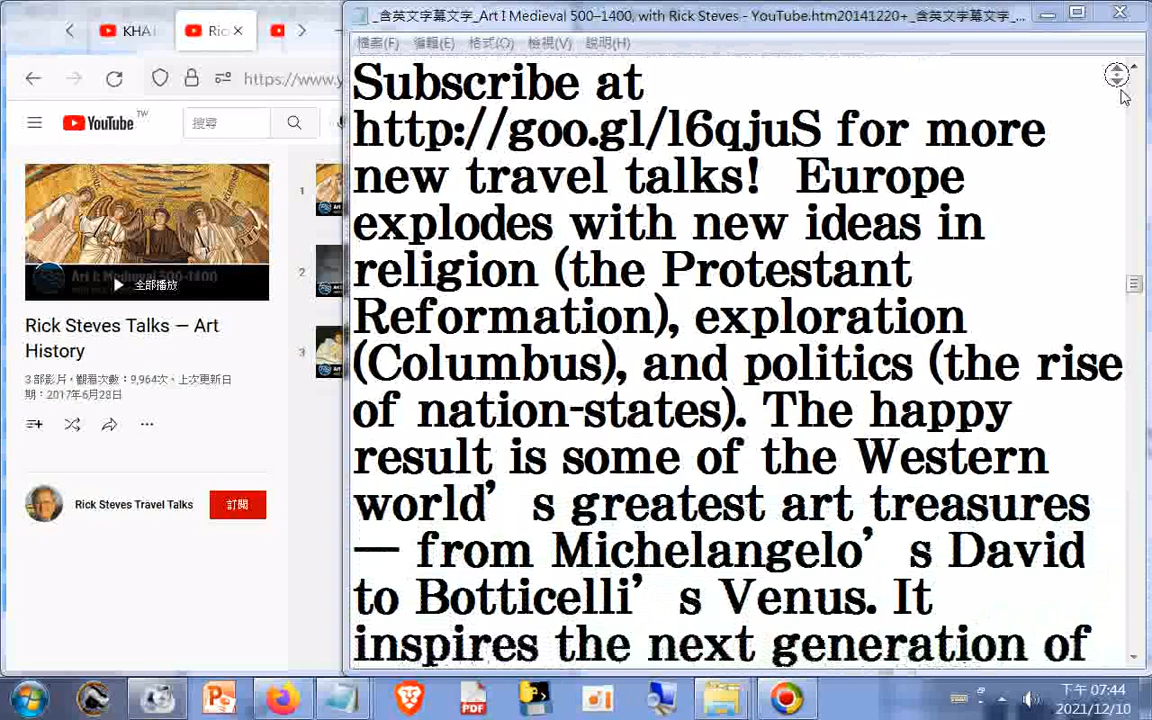 KHA
Ric
_含英文字幕文字_Art I Medieval 500–1400, with Rick Steves - YouTube.htm20141220+_含英文字幕文字_...
檔案(F) 編輯(E) 格式(O) 檢視(V) 說明(H)
https://www.y
YouTube TW
搜尋
Art I: Medieval 500-1400
全部播放
Rick Steves Talks — Art
History
3 部影片
觀看次數：9,964次
上次更新日
期：2017年6月28日
Rick Steves Travel Talks
訂閱
1
2
3
Subscribe at
http://goo.gl/l6qjuS for more
new travel talks! Europe
explodes with new ideas in
religion (the Protestant
Reformation), exploration
(Columbus), and politics (the rise
of nation-states). The happy
result is some of the Western
world’s greatest art treasures
— from Michelangelo’s David
to Botticelli’s Venus. It
inspires the next generation of
PDF
下午 07:44
2021/12/10